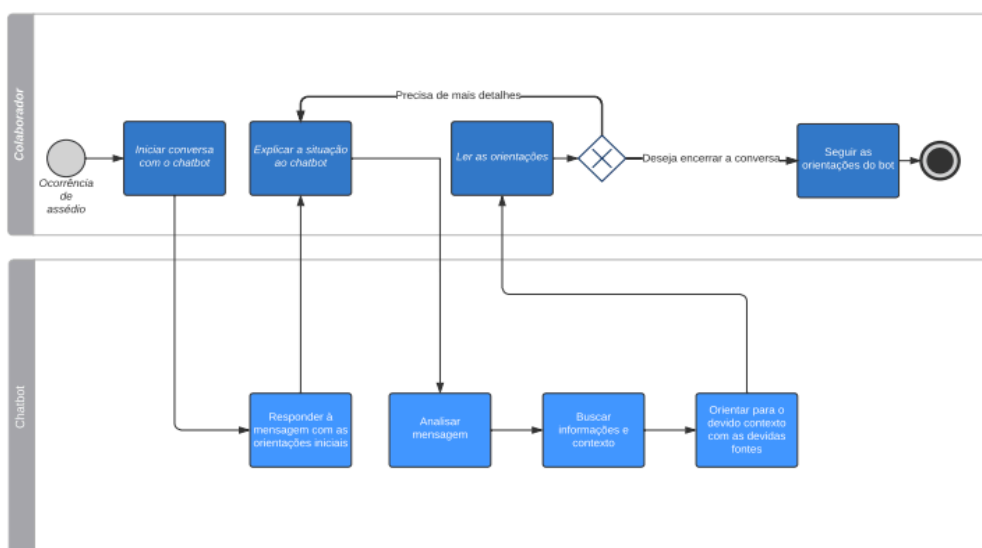 Colaborador
Precisa de mais detalhes
Iniciar conversa
com o chatbot
Explicar a situação
ao chatbot
Ler as orientações
Deseja encerrar a conversa
Seguir as
orientações do bot
Ocorrência
de
assédio
Chatbot
Responder à
mensagem com as
orientações iniciais
Analisar
mensagem
Buscar
informações e
contexto
Orientar para o
devido contexto
com as devidas
fontes